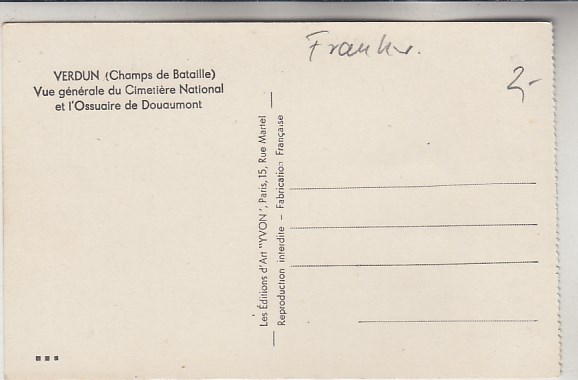 VERDUN (Champs de Bataille)
Vue générale du Cimetière National
et l'Ossuaire de Douaumont
Les Éditions d'Art "YVON", Paris, 15, Rue Martel
Reproduction interdite – Fabrication Française
2,-